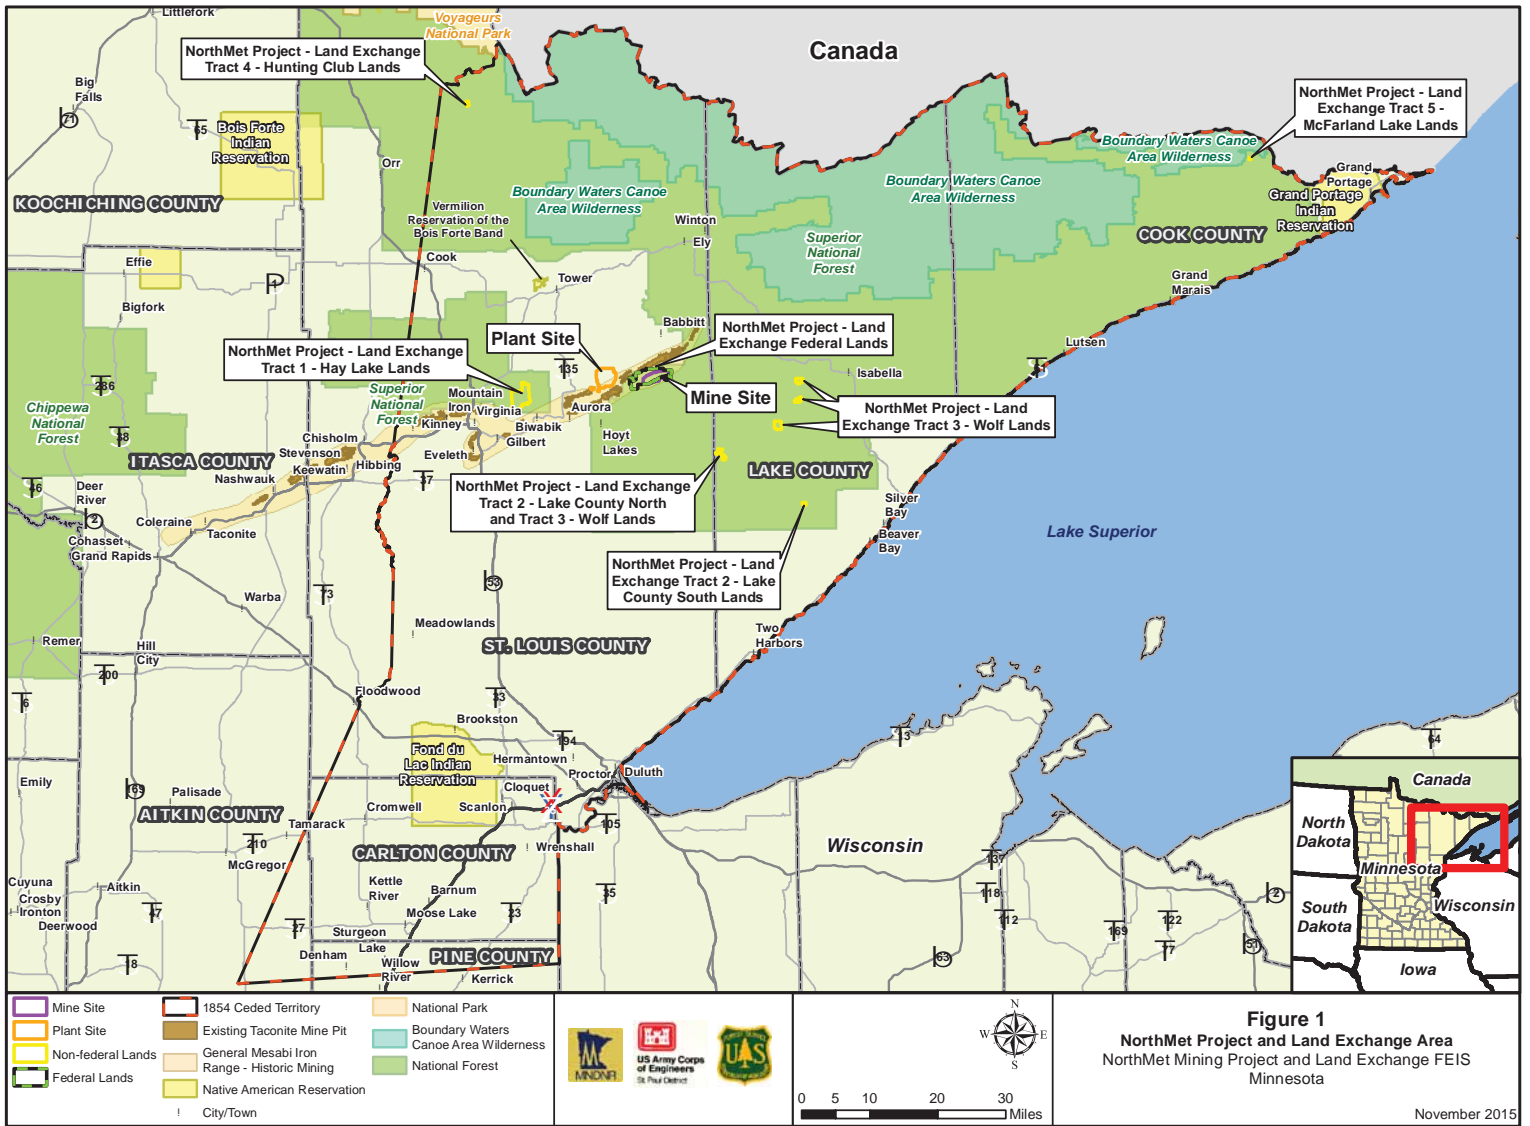 Littlefork
Voyageurs
National Park
Canada
NorthMet Project - Land Exchange
Tract 4 - Hunting Club Lands
Big
Falls
71
65
Bois Forte
Indian
Reservation
Orr
NorthMet Project - Land
Exchange Tract 5 -
McFarland Lake Lands
Boundary Waters Canoe
Area Wilderness
Grand
Portage
Grand Portage
Indian
Reservation
KOOCHICHING COUNTY
Vermilion
Reservation of the
Bois Forte Band
Boundary Waters Canoe
Area Wilderness
Boundary Waters Canoe
Area Wilderness
Winton
Ely
Superior
National
Forest
COOK COUNTY
Effie
Cook
Tower
Grand
Marais
1
Bigfork
Babbitt
Lutsen
61
NorthMet Project - Land
Exchange Federal Lands
Plant Site
NorthMet Project - Land Exchange
Tract 1 - Hay Lake Lands
135
Isabella
286
Mine Site
Superior
National
Forest
Mountain
Iron
Virginia
Kinney
Aurora
Biwabik
Gilbert
NorthMet Project - Land
Exchange Tract 3 - Wolf Lands
Chippewa
National
Forest
38
Chisholm
Stevenson
Keewatin
Hibbing
Nashwauk
Eveleth
Hoyt
Lakes
ITASCA COUNTY
LAKE COUNTY
37
46
Deer
River
2
NorthMet Project - Land Exchange
Tract 2 - Lake County North
and Tract 3 - Wolf Lands
Silver
Bay
Beaver
Bay
Coleraine
Taconite
Cohasset
Grand Rapids
Lake Superior
53
NorthMet Project - Land
Exchange Tract 2 - Lake
County South Lands
73
Warba
Meadowlands
Two
Harbors
Remer
Hill
City
ST. LOUIS COUNTY
200
6
Floodwood
33
Brookston
194
13
64
Fond du
Lac Indian
Reservation
Hermantown
Proctor
Duluth
Emily
169
Palisade
Cloquet
Cromwell
Scanlon
AITKIN COUNTY
Tamarack
105
210
CARLTON COUNTY
Wrenshall
Wisconsin
McGregor
137
Cuyuna
Crosby
Ironton
Deerwood
Aitkin
Kettle
River
Barnum
Moose Lake
35
118
2
47
23
112
122
169
27
Sturgeon
Lake
77
51
Denham
Willow
River
PINE COUNTY
63
6
Kerrick
Canada
North
Dakota
Minnesota
South
Dakota
Wisconsin
Iowa
Mine Site
Plant Site
Non-federal Lands
Federal Lands
1854 Ceded Territory
Existing Taconite Mine Pit
General Mesabi Iron
Range - Historic Mining
Native American Reservation
City/Town
National Park
Boundary Waters
Canoe Area Wilderness
National Forest
MNDNR
US Army Corps
of Engineers
St. Paul District
U S
N
W E
S
0 5 10 20 30
Miles
Figure 1
NorthMet Project and Land Exchange Area
NorthMet Mining Project and Land Exchange FEIS
Minnesota
November 2015